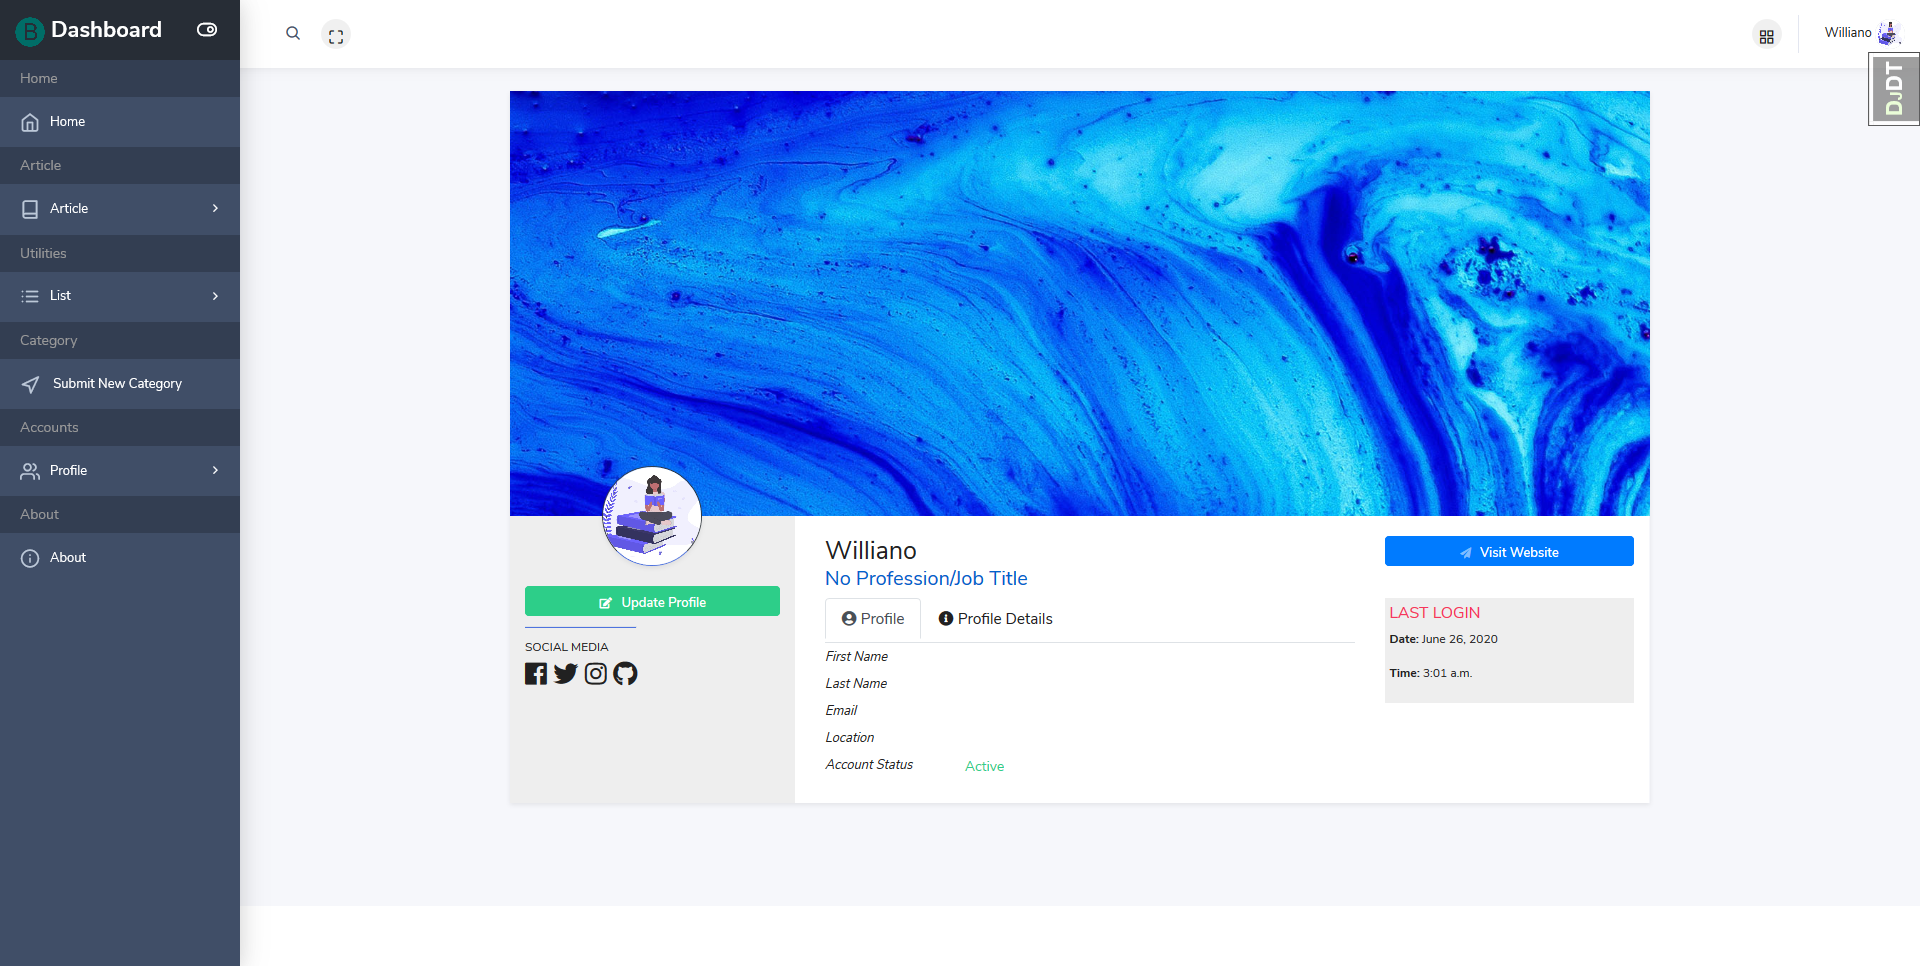 B Dashboard
Home
Home
Article
Article
Utilities
List
Category
Submit New Category
Accounts
Profile
About
About
Williano
DJDT
Update Profile
SOCIAL MEDIA
Williano
No Profession/Job Title
Profile
Profile Details
First Name
Last Name
Email
Location
Account Status Active
Visit Website
LAST LOGIN
Date: June 26, 2020
Time: 3:01 a.m.